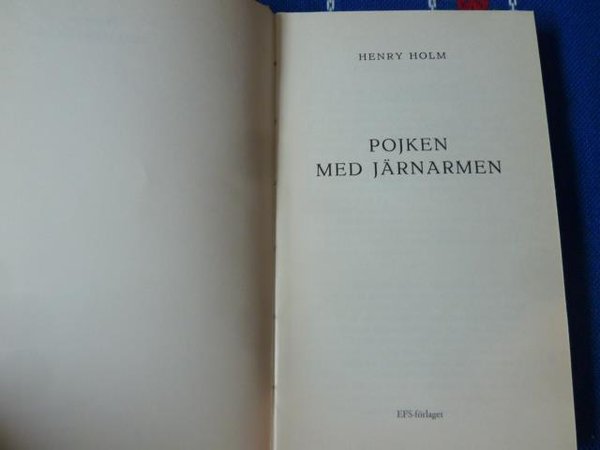 HENRY HOLM
POJKEN
MED JÄRNARMEN
EFS-förlaget